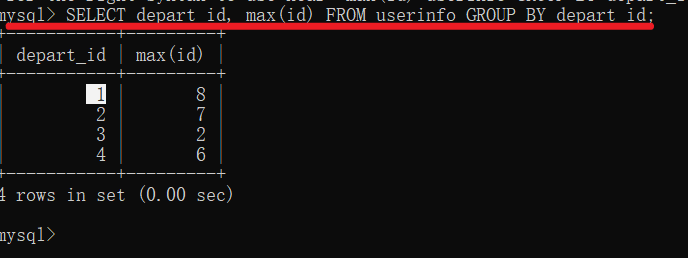 mysql> SELECT depart_id, max(id) FROM userinfo GROUP BY depart_id;
+-----------+---------+
| depart_id | max(id) |
+-----------+---------+
| 1 | 8 |
| 2 | 7 |
| 3 | 2 |
| 4 | 6 |
+-----------+---------+
4 rows in set (0.00 sec)
mysql>